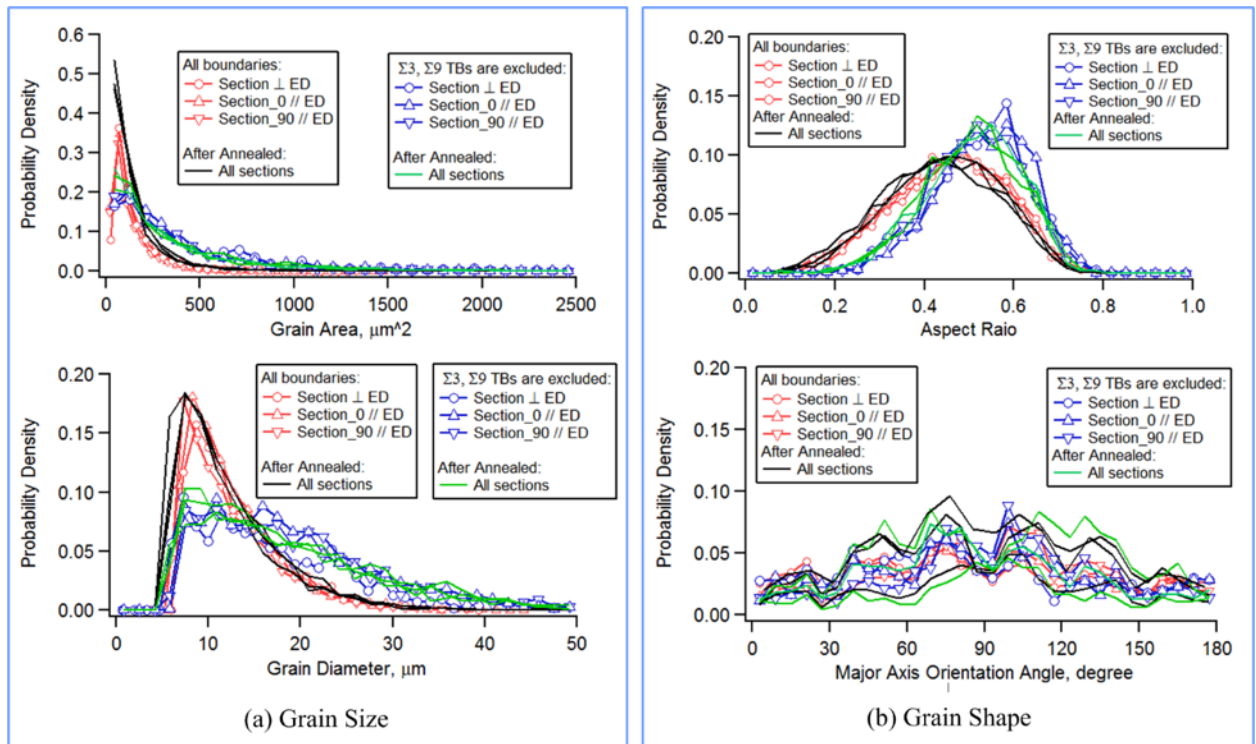 0.6
0.5
0.4
0.3
0.2
0.1
0.0
Probability Density
All boundaries:
Section ⊥ ED
Section_0 // ED
Section_90 // ED
After Annealed:
All sections
Σ3, Σ9 TBs are excluded:
Section ⊥ ED
Section_0 // ED
Section_90 // ED
After Annealed:
All sections
0 500 1000 1500 2000 2500
Grain Area, μm^2
0.20
0.15
0.10
0.05
0.00
Probability Density
All boundaries:
Section ⊥ ED
Section_0 // ED
Section_90 // ED
After Annealed:
All sections
Σ3, Σ9 TBs are excluded:
Section ⊥ ED
Section_0 // ED
Section_90 // ED
After Annealed:
All sections
0 10 20 30 40 50
Grain Diameter, μm
(a) Grain Size
0.20
0.15
0.10
0.05
0.00
Probability Density
All boundaries:
Section ⊥ ED
Section_0 // ED
Section_90 // ED
After Annealed:
All sections
Σ3, Σ9 TBs are excluded:
Section ⊥ ED
Section_0 // ED
Section_90 // ED
After Annealed:
All sections
0.0 0.2 0.4 0.6 0.8 1.0
Aspect Raio
0.20
0.15
0.10
0.05
0.00
Probability Density
All boundaries:
Section ⊥ ED
Section_0 // ED
Section_90 // ED
After Annealed:
All sections
Σ3, Σ9 TBs are excluded:
Section ⊥ ED
Section_0 // ED
Section_90 // ED
After Annealed:
All sections
0 30 60 90 120 150 180
Major Axis Orientation Angle, degree
(b) Grain Shape